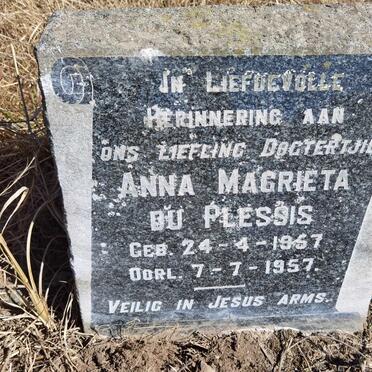 IN LIEFDEVOLLE
HERINNERING AAN
ONS LIEFLING DOGTERTJIE
ANNA MAGRIETA
DU PLESSIS
GEB. 24-4-1957
OORL. 7-7-1957.
VEILIG IN JESUS ARMS.